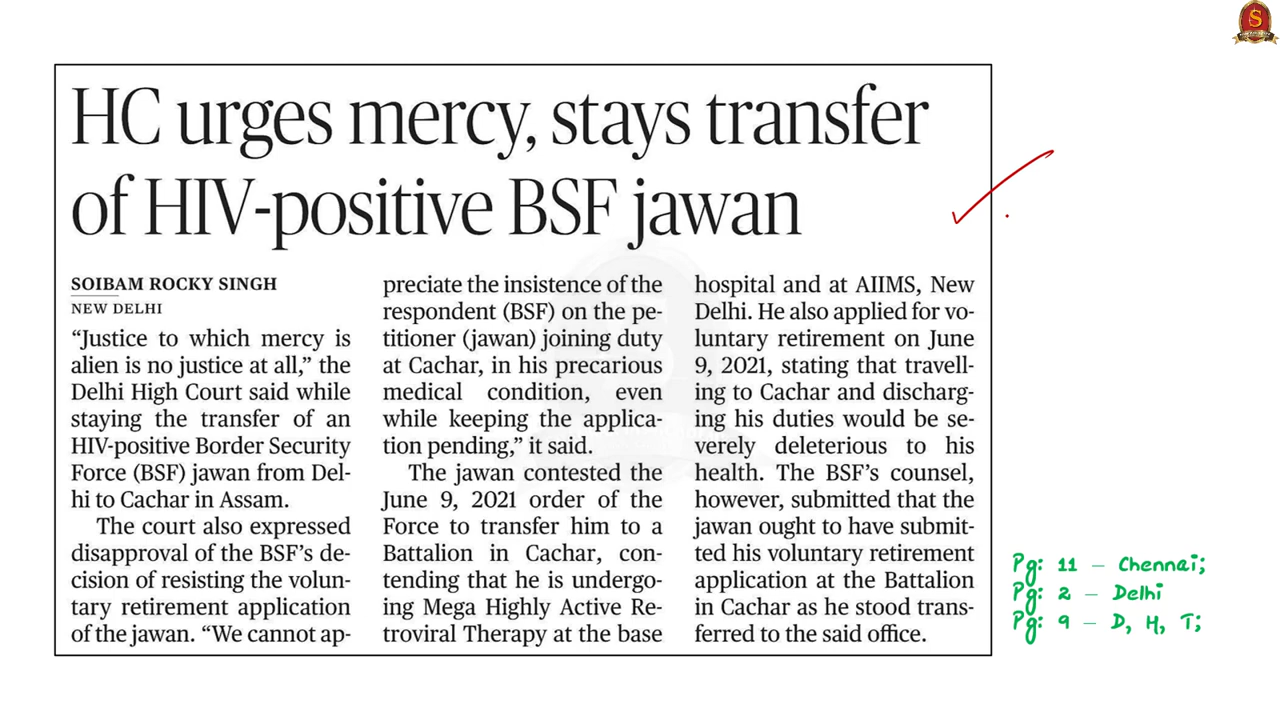 HC urges mercy, stays transfer
of HIV-positive BSF jawan
SOIBAM ROCKY SINGH
NEW DELHI
“Justice to which mercy is
alien is no justice at all,” the
Delhi High Court said while
staying the transfer of an
HIV-positive Border Security
Force (BSF) jawan from Del-
hi to Cachar in Assam.
The court also expressed
disapproval of the BSF’s de-
cision of resisting the volun-
tary retirement application
of the jawan. “We cannot ap-
preciate the insistence of the
respondent (BSF) on the pe-
titioner (jawan) joining duty
at Cachar, in his precarious
medical condition, even
while keeping the applica-
tion pending,” it said.
The jawan contested the
June 9, 2021 order of the
Force to transfer him to a
Battalion in Cachar, con-
tending that he is undergo-
ing Mega Highly Active Re-
troviral Therapy at the base
hospital and at AIIMS, New
Delhi. He also applied for vo-
luntary retirement on June
9, 2021, stating that travell-
ing to Cachar and discharg-
ing his duties would be se-
verely deleterious to his
health. The BSF’s counsel,
however, submitted that the
jawan ought to have submit-
ted his voluntary retirement
application at the Battalion
in Cachar as he stood trans-
ferred to the said office.
Pg: 11 – Chennai;
Pg: 2 – Delhi
Pg: 9 – D, H, T;